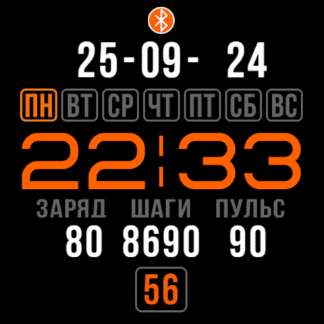 25-09- 24
ПН ВТ СР ЧТ ПТ СБ ВС
22:33
ЗАРЯД ШАГИ ПУЛЬС
80 8690 90
56